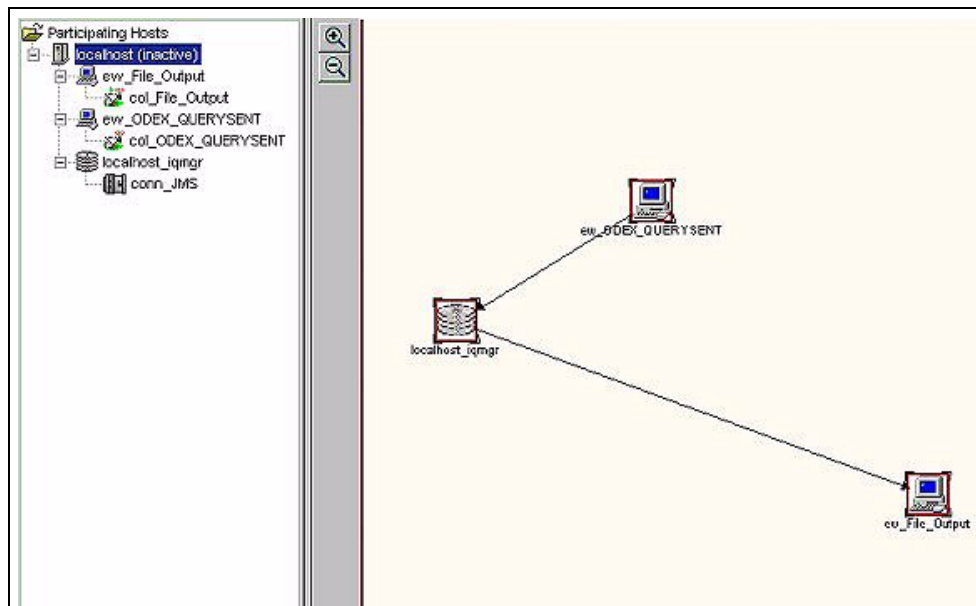 Participating Hosts
localhost (inactive)
ew_File_Output
col_File_Output
ew_ODEX_QUERYSENT
col_ODEX_QUERYSENT
localhost_iqmgr
conn_JMS
ew_ODEX_QUERYSENT
localhost_iqmgr
ew_File_Output